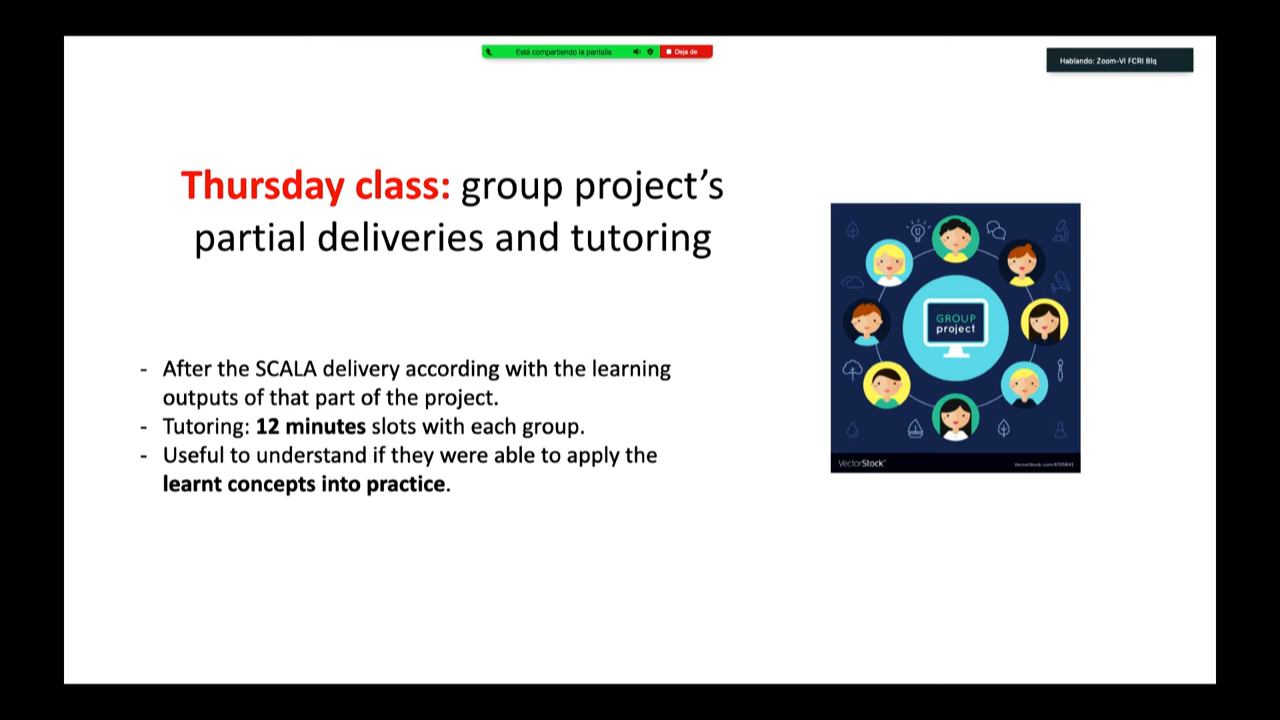 Está compartiendo la pantalla
Deja de
Hablando: Zoom-VI FCRI Blq
Thursday class: group project’s
partial deliveries and tutoring
GROUP
project
- After the SCALA delivery according with the learning
outputs of that part of the project.
- Tutoring: 12 minutes slots with each group.
- Useful to understand if they were able to apply the
learnt concepts into practice.
VectorStock®